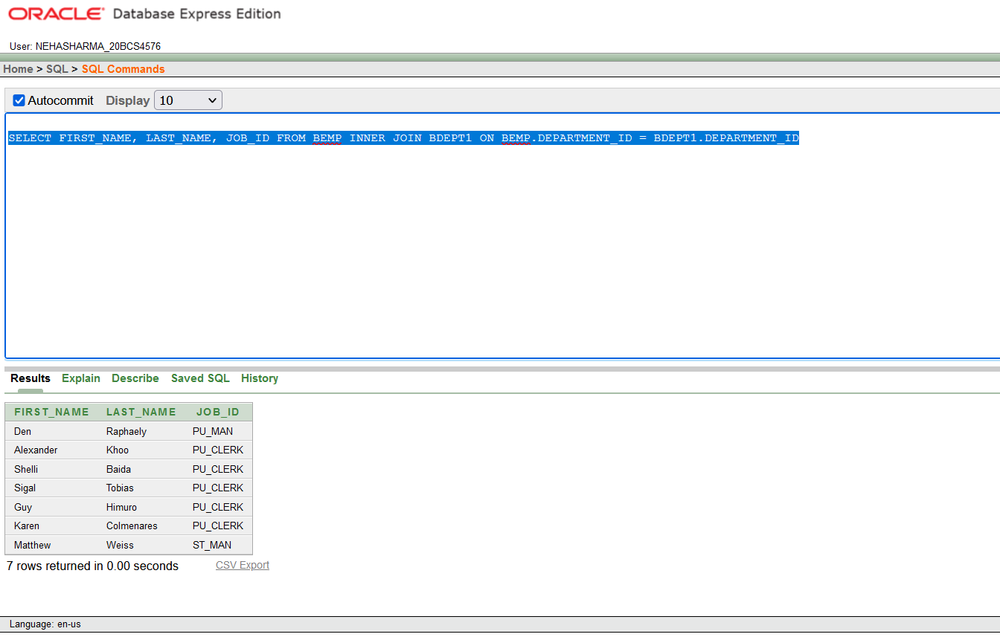 ORACLE Database Express Edition
User: NEHASHARMA_20BCS4576
Home > SQL > SQL Commands
Autocommit Display 10
SELECT FIRST_NAME, LAST_NAME, JOB_ID FROM BEMP INNER JOIN BDEPT1 ON BEMP.DEPARTMENT_ID = BDEPT1.DEPARTMENT_ID
Results Explain Describe Saved SQL History
FIRST_NAME LAST_NAME JOB_ID
Den Raphaely PU_MAN
Alexander Khoo PU_CLERK
Shelli Baida PU_CLERK
Sigal Tobias PU_CLERK
Guy Himuro PU_CLERK
Karen Colmenares PU_CLERK
Matthew Weiss ST_MAN
7 rows returned in 0.00 seconds CSV Export
Language: en-us